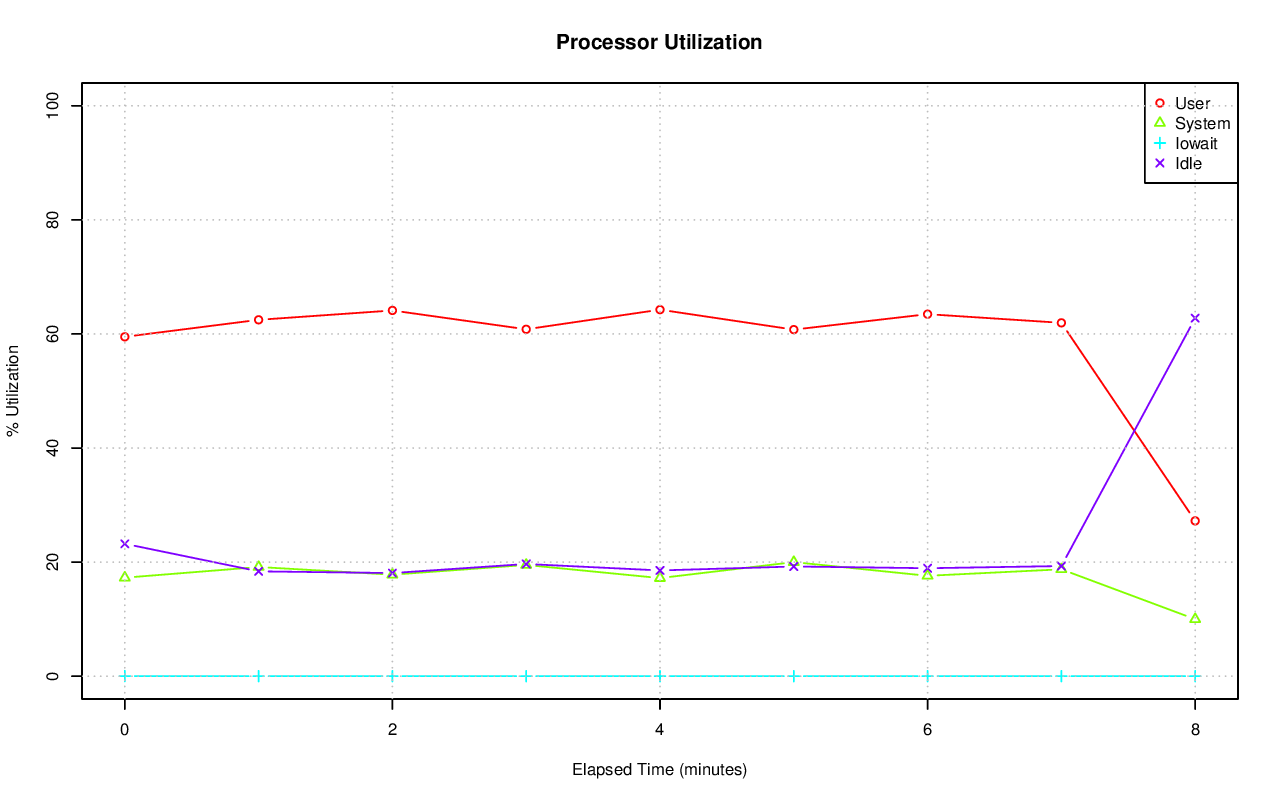 Processor Utilization
User
System
Iowait
Idle
100
80
60
40
20
0
% Utilization
0 2 4 6 8
Elapsed Time (minutes)